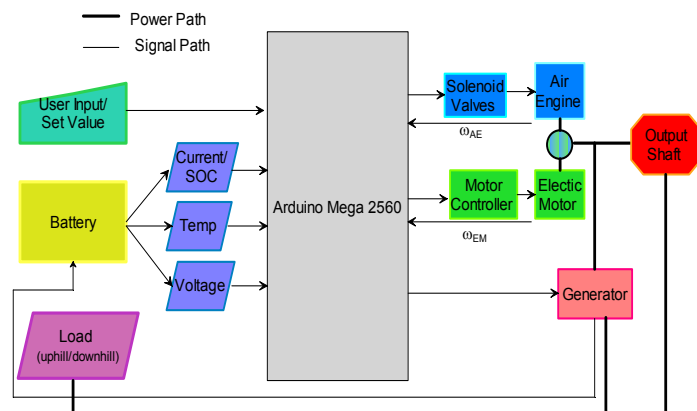 Power Path
Signal Path
User Input/
Set Value
Current/
SOC
Battery
Temp
Voltage
Load
(uphill/downhill)
Arduino Mega 2560
Solenoid
Valves
Air
Engine
ωAE
Output
Shaft
Motor
Controller
Electic
Motor
ωEM
Generator